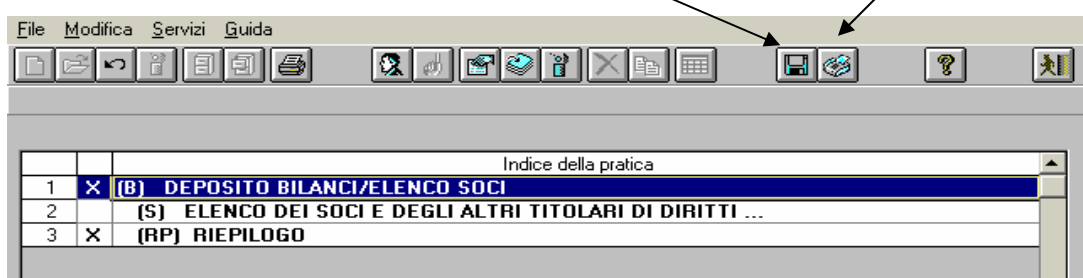 File Modifica Servizi Guida
Indice della pratica
1 X (B) DEPOSITO BILANCI/ELENCO SOCI
2 (S) ELENCO DEI SOCI E DEGLI ALTRI TITOLARI DI DIRITTI ...
3 X (RP) RIEPILOGO